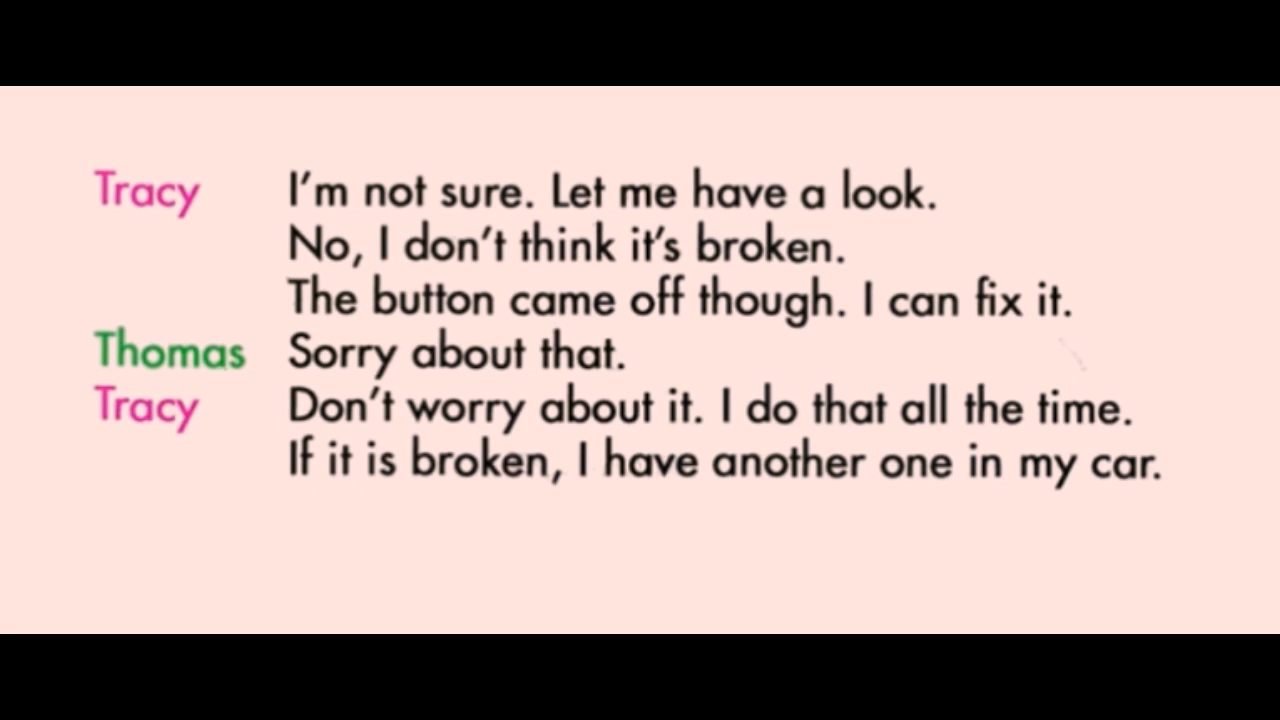 Tracy I'm not sure. Let me have a look.
No, I don't think it's broken.
The button came off though. I can fix it.
Thomas Sorry about that.
Tracy Don't worry about it. I do that all the time.
If it is broken, I have another one in my car.